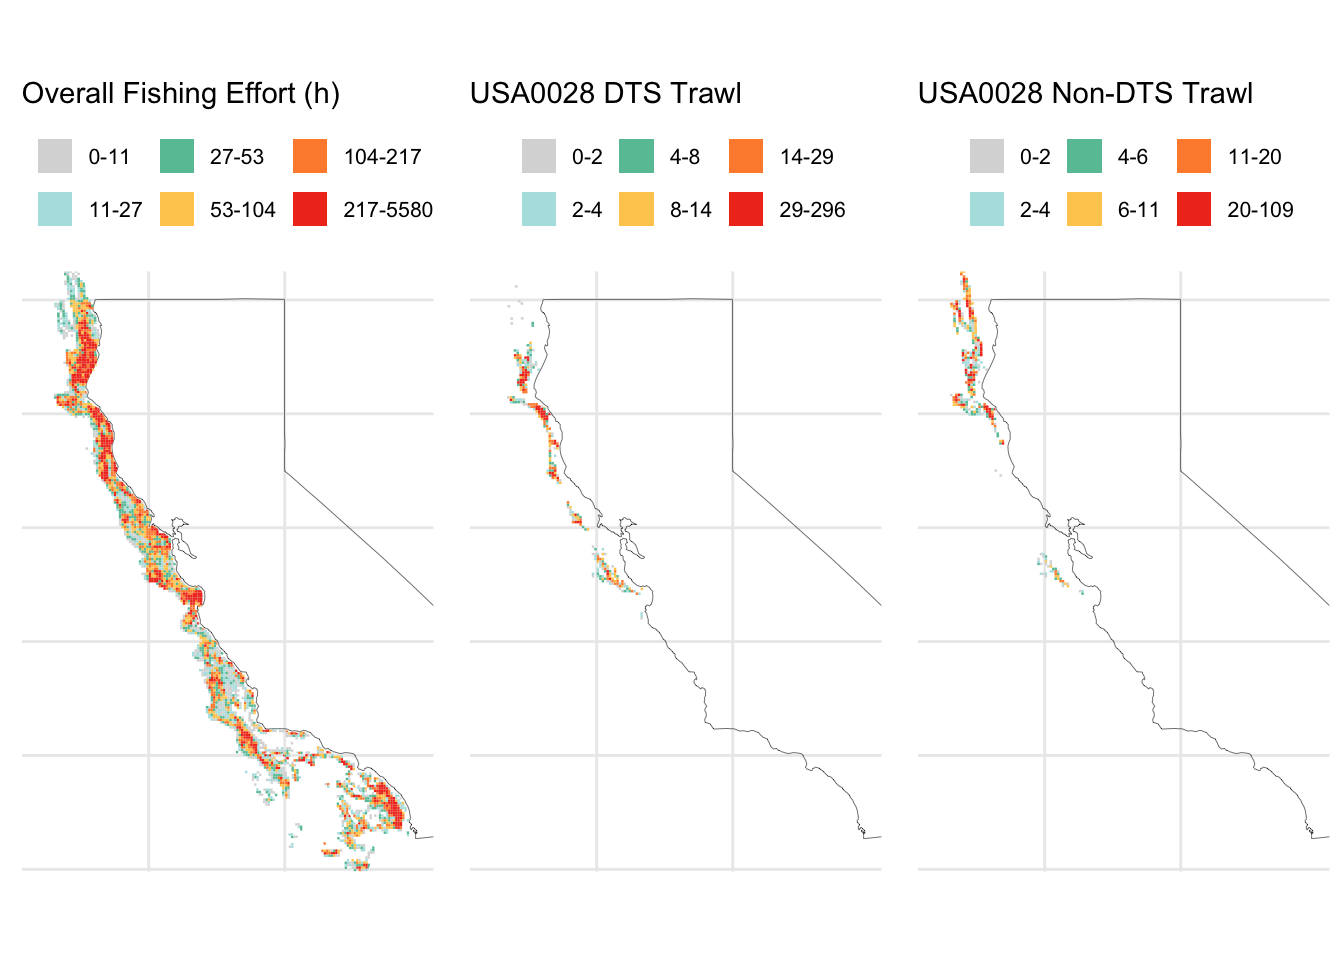 Overall Fishing Effort (h)
0-11 27-53 104-217
11-27 53-104 217-5580
USA0028 DTS Trawl
0-2 4-8 14-29
2-4 8-14 29-296
USA0028 Non-DTS Trawl
0-2 4-6 11-20
2-4 6-11 20-109